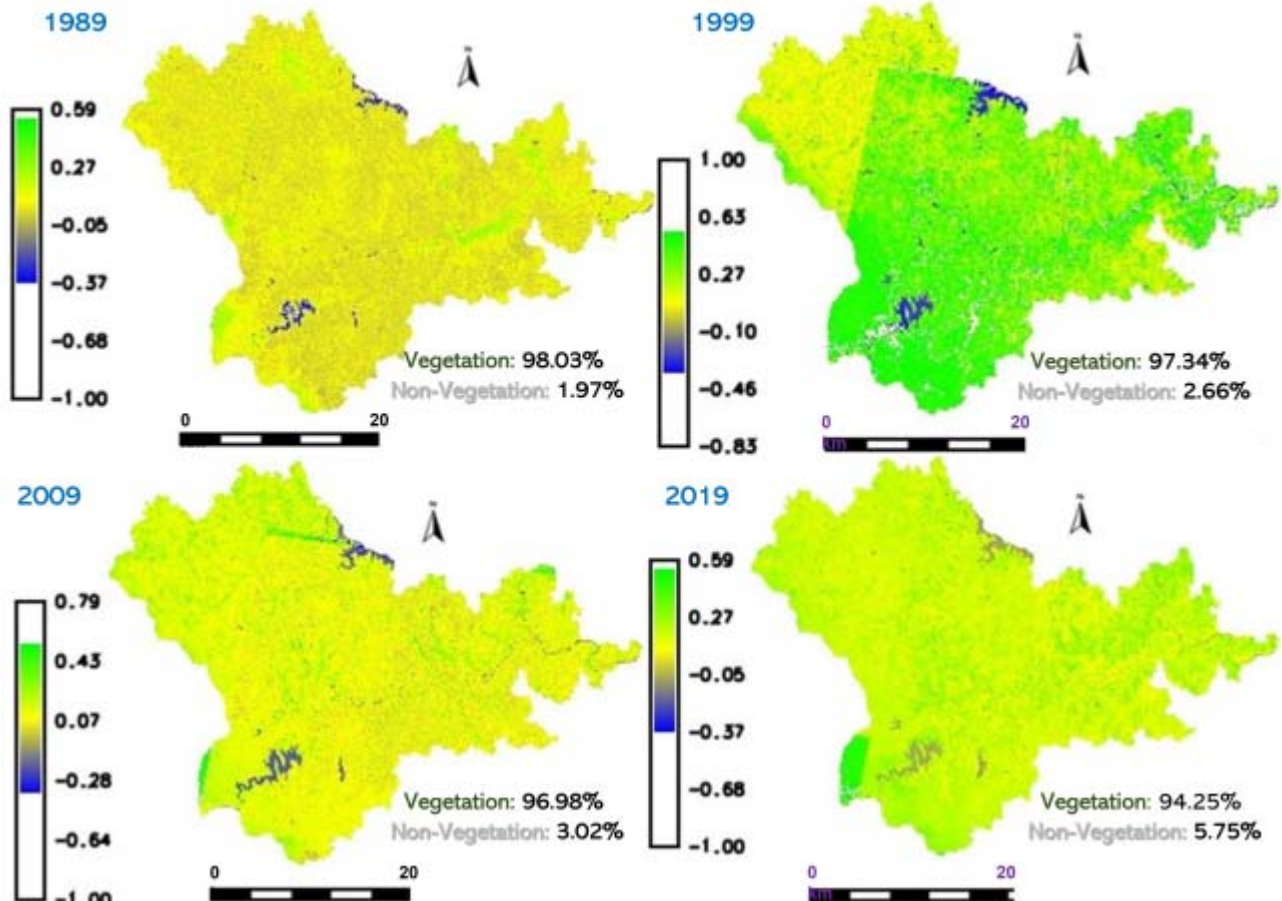 1989
N
0.59
0.27
-0.05
-0.37
-0.68
-1.00
Vegetation: 98.03%
Non-Vegetation: 1.97%
0 20
1999
N
1.00
0.63
0.27
-0.10
-0.46
-0.83
Vegetation: 97.34%
Non-Vegetation: 2.66%
0 20
km
2009
N
0.79
0.43
0.07
-0.28
-0.64
-1.00
Vegetation: 96.98%
Non-Vegetation: 3.02%
0 20
2019
N
0.59
0.27
-0.05
-0.37
-0.68
-1.00
Vegetation: 94.25%
Non-Vegetation: 5.75%
0 20
km